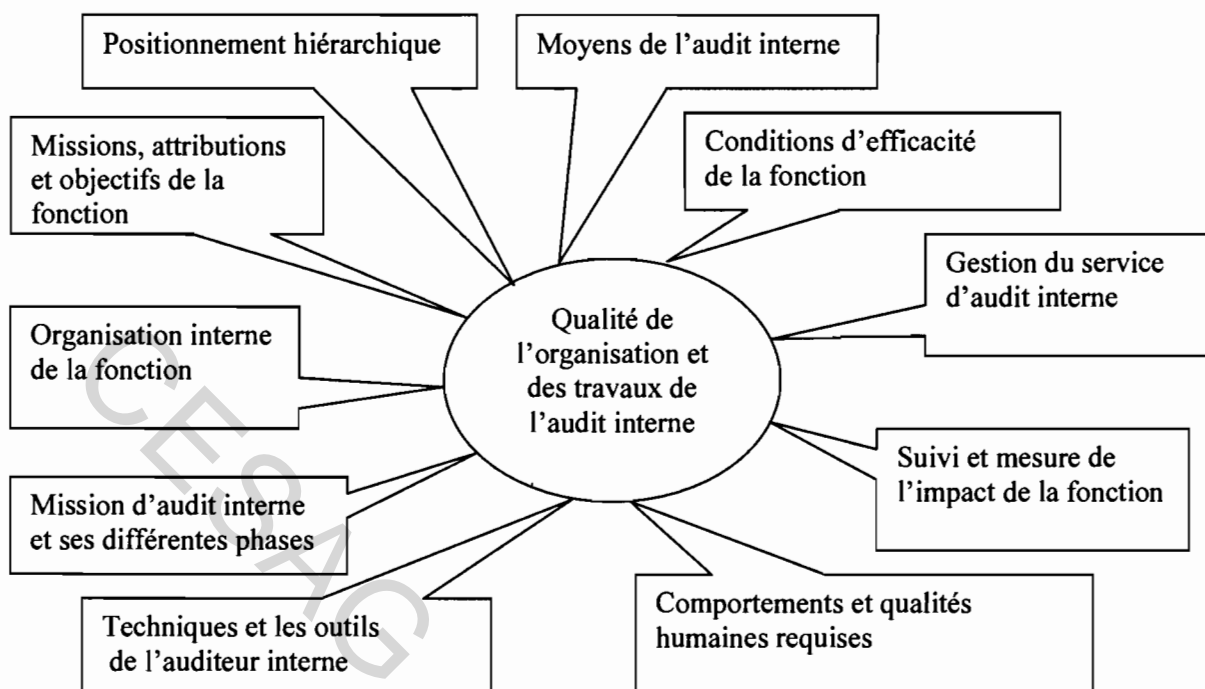 Positionnement hiérarchique
Moyens de l'audit interne
Missions, attributions
et objectifs de la
fonction
Conditions d'efficacité
de la fonction
Gestion du service
d'audit interne
Organisation interne
de la fonction
Qualité de
l'organisation et
des travaux de
l'audit interne
Suivi et mesure de
l'impact de la fonction
Mission d'audit interne
et ses différentes phases
Techniques et les outils
de l'auditeur interne
Comportements et qualités
humaines requises
CESAG